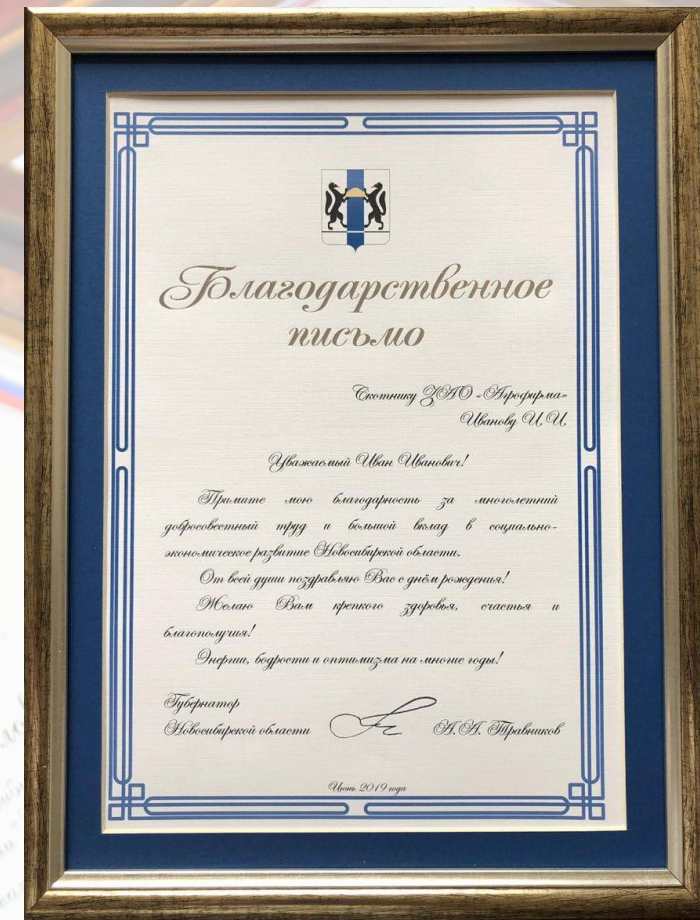 Благодарственное
письмо
Скотнику ЗАО «Агрофирма»
Иванову И.И.
Уважаемый Иван Иванович!
Примите мою благодарность за многолетний
добросовестный труд и большой вклад в социально-
экономическое развитие Новосибирской области.
От всей души поздравляю Вас с днём рождения!
Желаю Вам крепкого здоровья, счастья и
благополучия!
Энергии, бодрости и оптимизма на многие годы!
Губернатор
Новосибирской области А.А. Травников
Июнь 2019 года